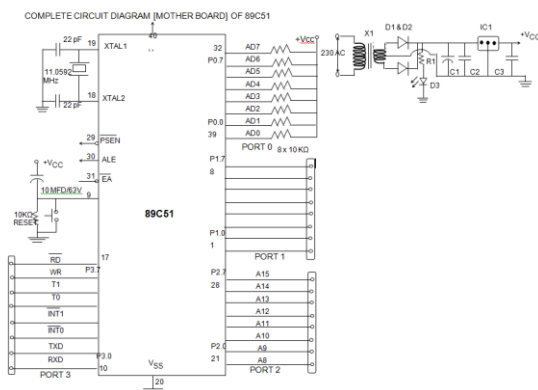 COMPLETE CIRCUIT DIAGRAM [MOTHER BOARD] OF 89C51
22 pF
19
XTAL1
11.0592
MHz
22 pF
18
XTAL2
29
PSEN
30
ALE
31
EA
+VCC
10 MFD/63V
9
10KΩ
RESET
89C51
40
32
P0.7
AD7
AD6
AD5
AD4
AD3
AD2
AD1
AD0
P0.0
39
+Vcc
PORT 0
8 x 10KΩ
P1.7
8
P1.0
1
PORT 1
P2.7
28
A15
A14
A13
A12
A11
A10
A9
A8
P2.0
21
PORT 2
17
RD
WR
P3.7
T1
T0
INT1
INT0
TXD
RXD
P3.0
10
PORT 3
VSS
20
230 AC
X1
D1 & D2
R1
D3
C1
C2
IC1
C3
+VCC